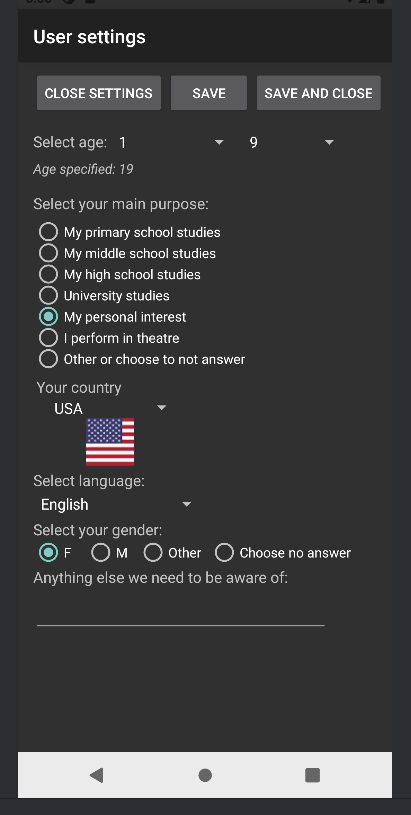 User settings
CLOSE SETTINGS SAVE SAVE AND CLOSE
Select age: 1 9
Age specified: 19
Select your main purpose:
My primary school studies
My middle school studies
My high school studies
University studies
My personal interest
I perform in theatre
Other or choose to not answer
Your country
USA
Select language:
English
Select your gender:
F M Other Choose no answer
Anything else we need to be aware of: